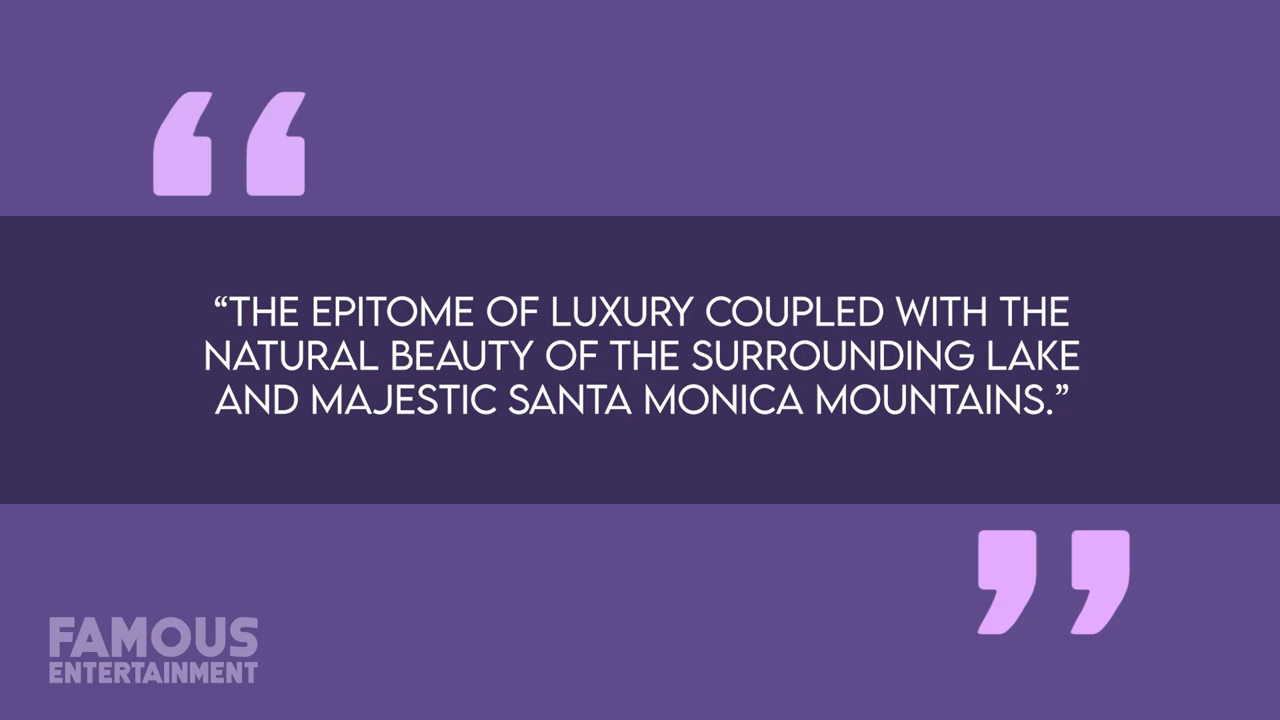 “THE EPITOME OF LUXURY COUPLED WITH THE
NATURAL BEAUTY OF THE SURROUNDING LAKE
AND MAJESTIC SANTA MONICA MOUNTAINS.”
FAMOUS
ENTERTAINMENT